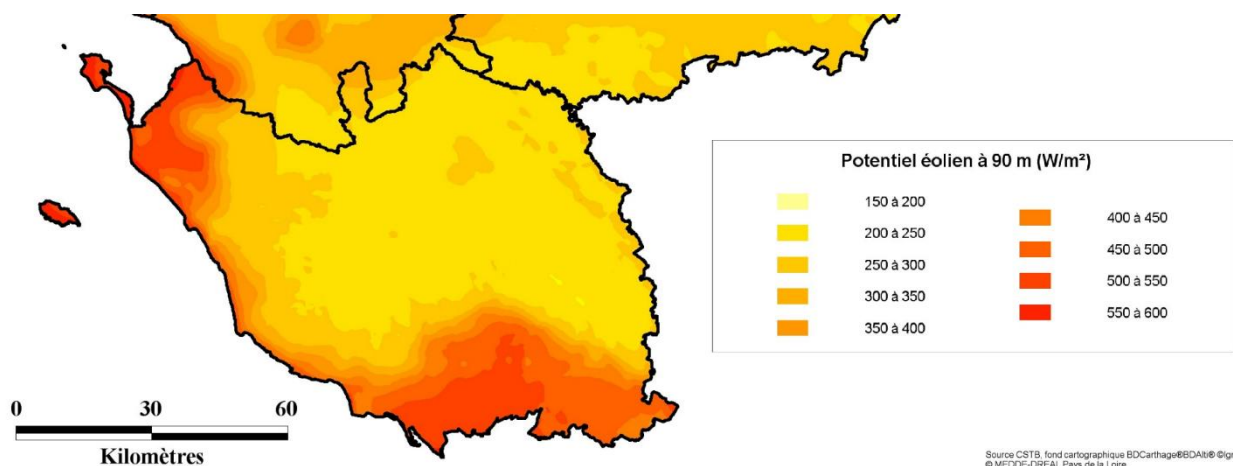 Potentiel éolien à 90 m (W/m²)
150 à 200
200 à 250
250 à 300
300 à 350
350 à 400
400 à 450
450 à 500
500 à 550
550 à 600
0 30 60
Kilomètres
Source CSTB, fond cartographique BDCarthage®BDAlti® ©Ign
© MEDDE-DREAL Pays de la Loire